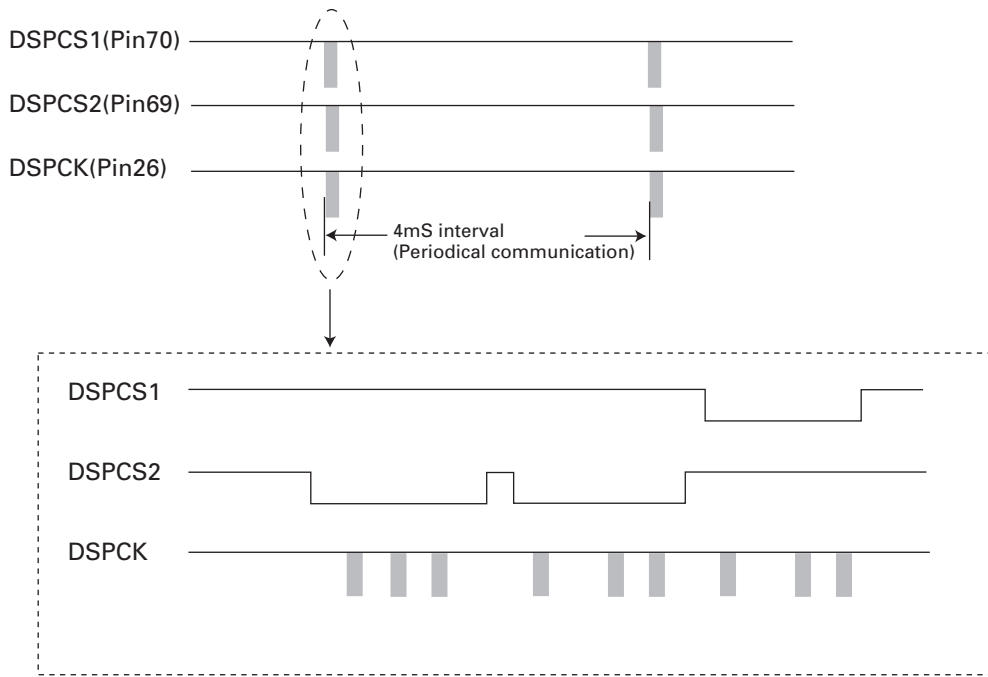 DSPCS1(Pin70)
DSPCS2(Pin69)
DSPCK(Pin26)
4mS interval
(Periodical communication)
DSPCS1
DSPCS2
DSPCK